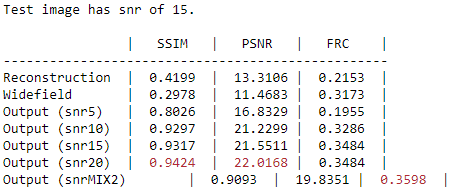 Test image has snr of 15.
| SSIM | PSNR | FRC |
------------------------------------------------
Reconstruction | 0.4199 | 13.3106 | 0.2153 |
Widefield | 0.2978 | 11.4683 | 0.3173 |
Output (snr5) | 0.8026 | 16.8329 | 0.1955 |
Output (snr10) | 0.9297 | 21.2299 | 0.3286 |
Output (snr15) | 0.9317 | 21.5511 | 0.3484 |
Output (snr20) | 0.9424 | 22.0168 | 0.3484 |
Output (snrMIX2) | 0.9093 | 19.8351 | 0.3598 |